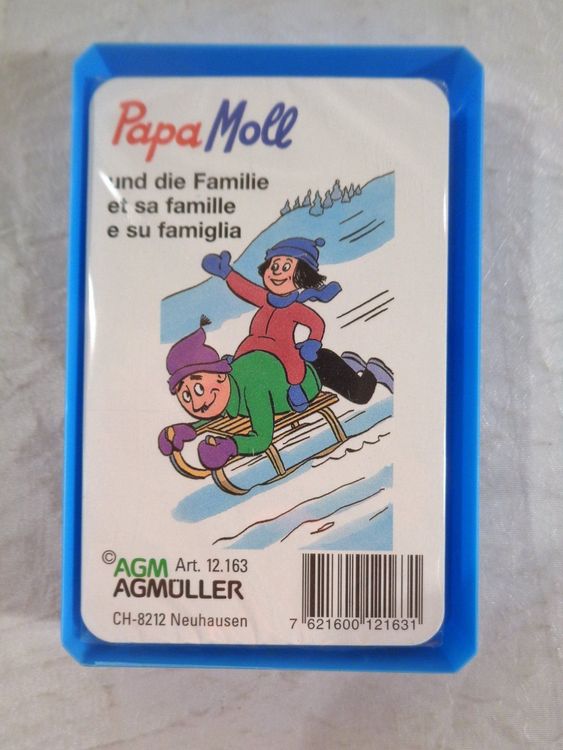 Papa Moll
und die Familie
et sa famille
e su famiglia
© AGM Art. 12.163
AGMÜLLER
CH-8212 Neuhausen
7 621600 121631